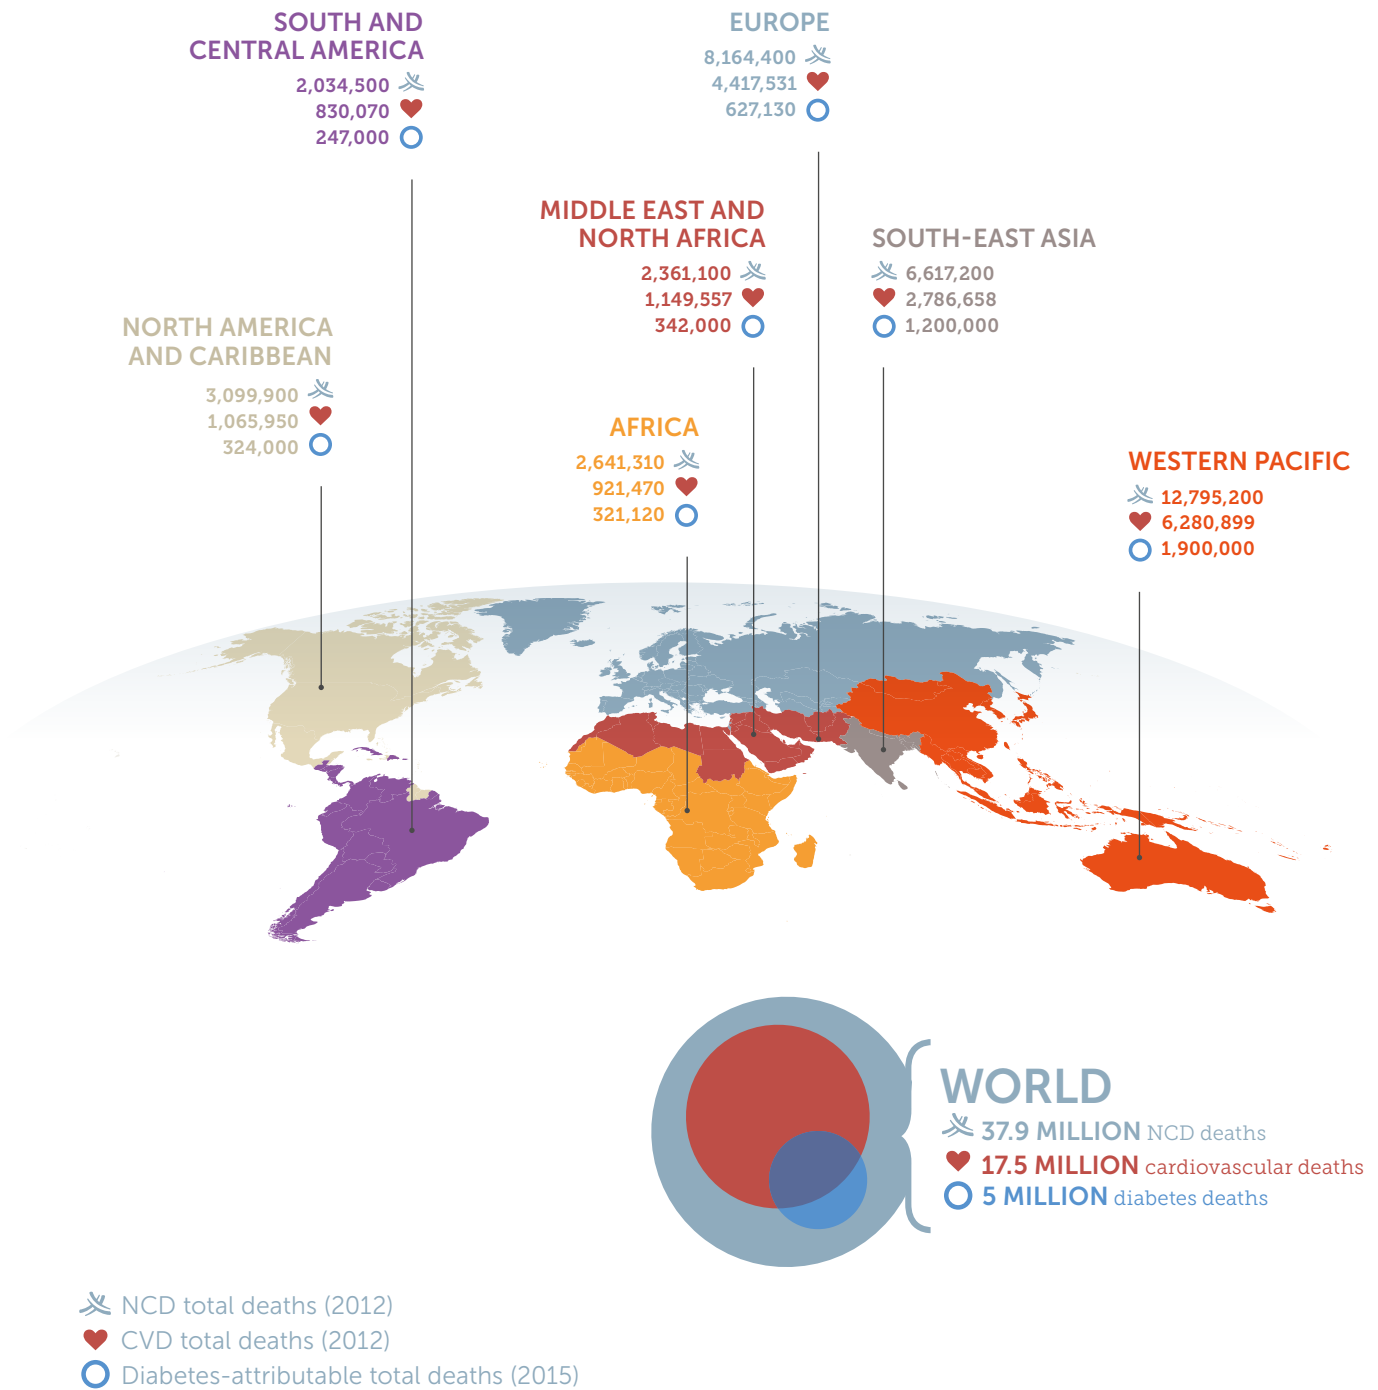 SOUTH AND
CENTRAL AMERICA
2,034,500
830,070
247,000
EUROPE
8,164,400
4,417,531
627,130
MIDDLE EAST AND
NORTH AFRICA
2,361,100
1,149,557
342,000
SOUTH-EAST ASIA
6,617,200
2,786,658
1,200,000
NORTH AMERICA
AND CARIBBEAN
3,099,900
1,065,950
324,000
AFRICA
2,641,310
921,470
321,120
WESTERN PACIFIC
12,795,200
6,280,899
1,900,000
WORLD
37.9 MILLION NCD deaths
17.5 MILLION cardiovascular deaths
5 MILLION diabetes deaths
NCD total deaths (2012)
CVD total deaths (2012)
Diabetes-attributable total deaths (2015)